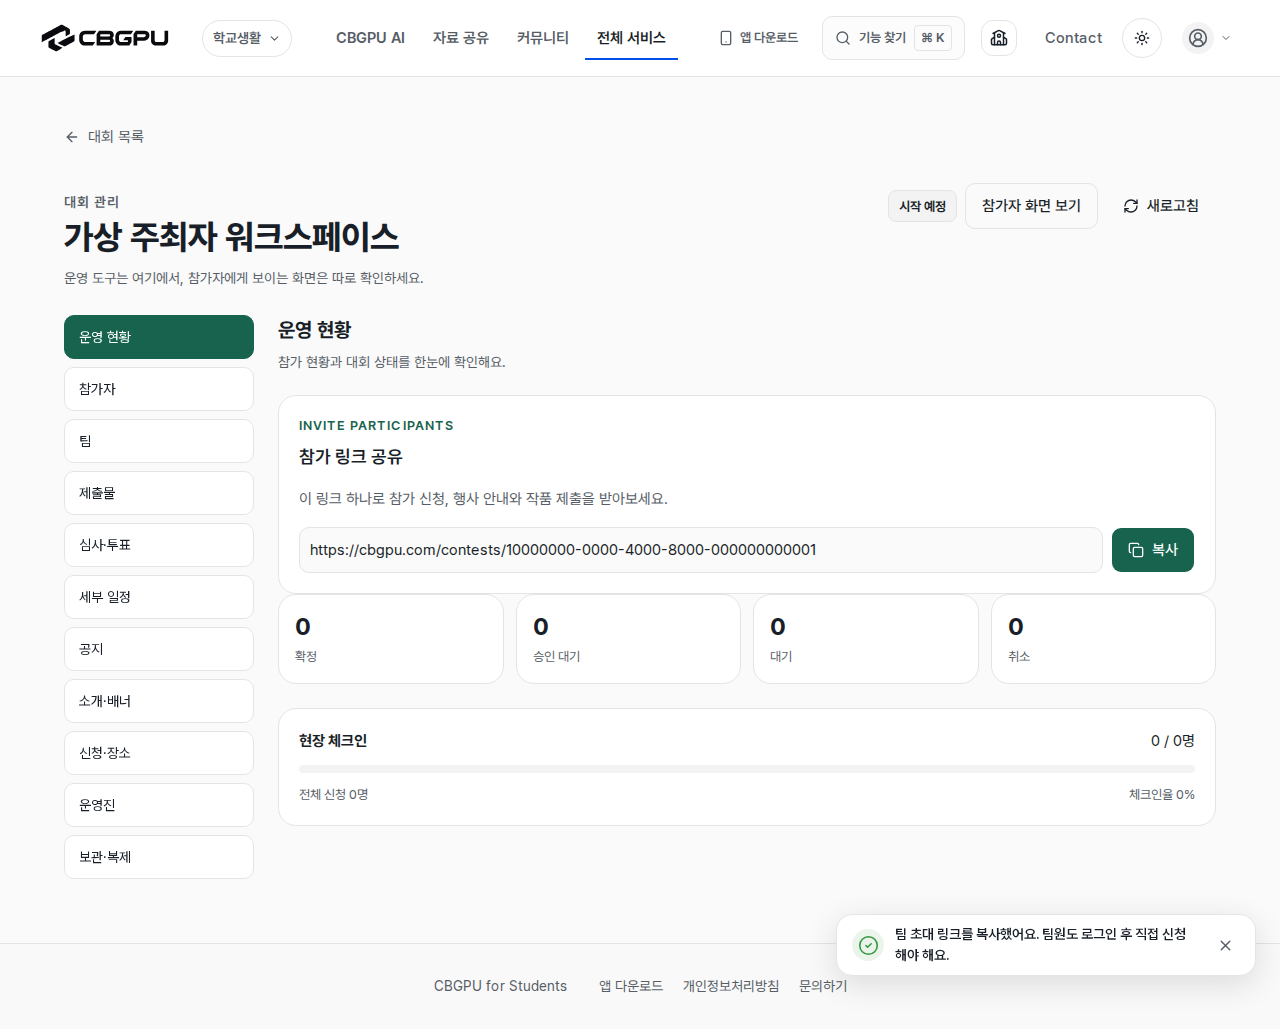 CBGPU
학교생활
CBGPU AI
자료 공유
커뮤니티
전체 서비스
앱 다운로드
기능 찾기
⌘ K
Contact
대회 목록
대회 관리
가상 주최자 워크스페이스
운영 도구는 여기에서, 참가자에게 보이는 화면은 따로 확인하세요.
시작 예정
참가자 화면 보기
새로고침
운영 현황
참가자
팀
제출물
심사·투표
세부 일정
공지
소개·배너
신청·장소
운영진
보관·복제
운영 현황
참가 현황과 대회 상태를 한눈에 확인해요.
INVITE PARTICIPANTS
참가 링크 공유
이 링크 하나로 참가 신청, 행사 안내와 작품 제출을 받아보세요.
https://cbgpu.com/contests/10000000-0000-4000-8000-000000000001
복사
0
확정
0
승인 대기
0
대기
0
취소
현장 체크인
0 / 0명
전체 신청 0명
체크인율 0%
팀 초대 링크를 복사했어요. 팀원도 로그인 후 직접 신청
해야 해요.
CBGPU for Students
앱 다운로드
개인정보처리방침
문의하기